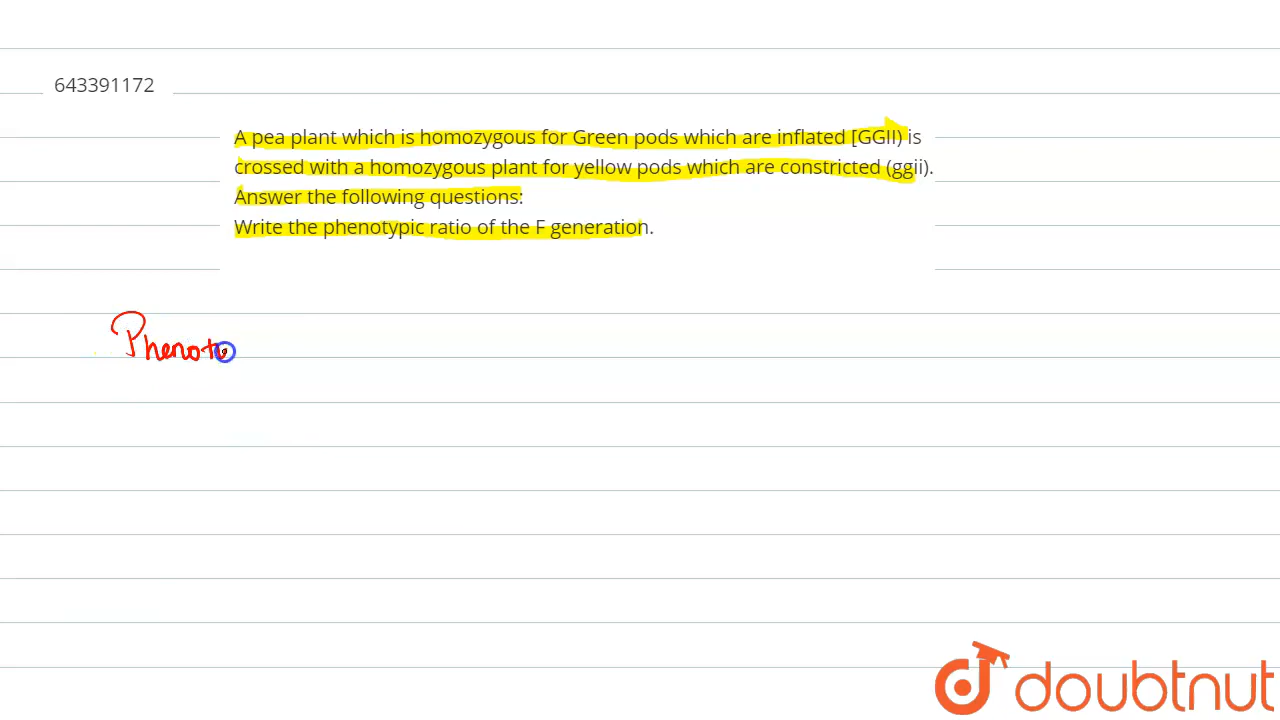 643391172
A pea plant which is homozygous for Green pods which are inflated [GGII) is
crossed with a homozygous plant for yellow pods which are constricted (ggii).
Answer the following questions:
Write the phenotypic ratio of the F generation.
Phenot
doubtnut